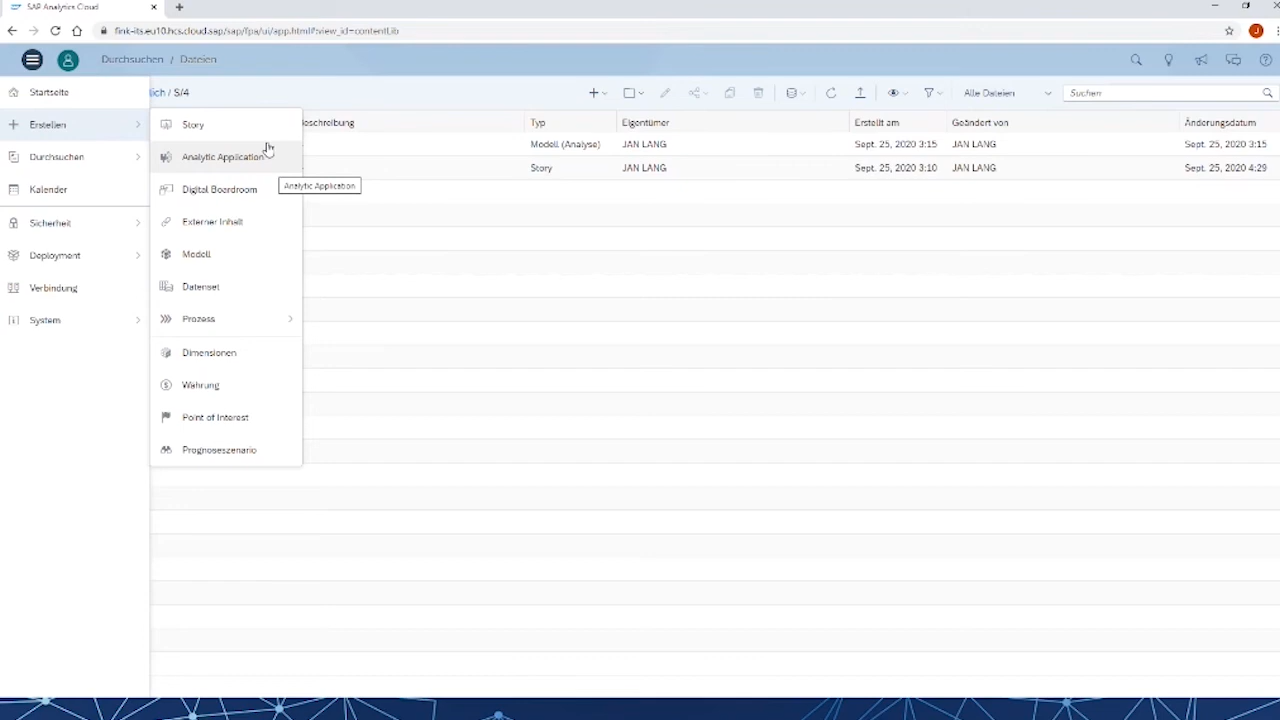 SAP Analytics Cloud
fink-its.eu10.hcs.cloud.sap/sap/fpa/ui/app.html#:view_id=contentLib
J
Durchsuchen / Dateien
Startseite
Erstellen
Durchsuchen
Kalender
Sicherheit
Deployment
Verbindung
System
Story
Analytic Application
Analytic Application
Digital Boardroom
Externer Inhalt
Modell
Datenset
Prozess
Dimensionen
Währung
Point of Interest
Prognoseszenario
/ S/4
Alle Dateien
Suchen
Typ Eigentümer Erstellt am Geändert von Änderungsdatum
Modell (Analyse) JAN LANG Sept. 25, 2020 3:15 JAN LANG Sept. 25, 2020 3:15
Story JAN LANG Sept. 25, 2020 3:10 JAN LANG Sept. 25, 2020 4:29